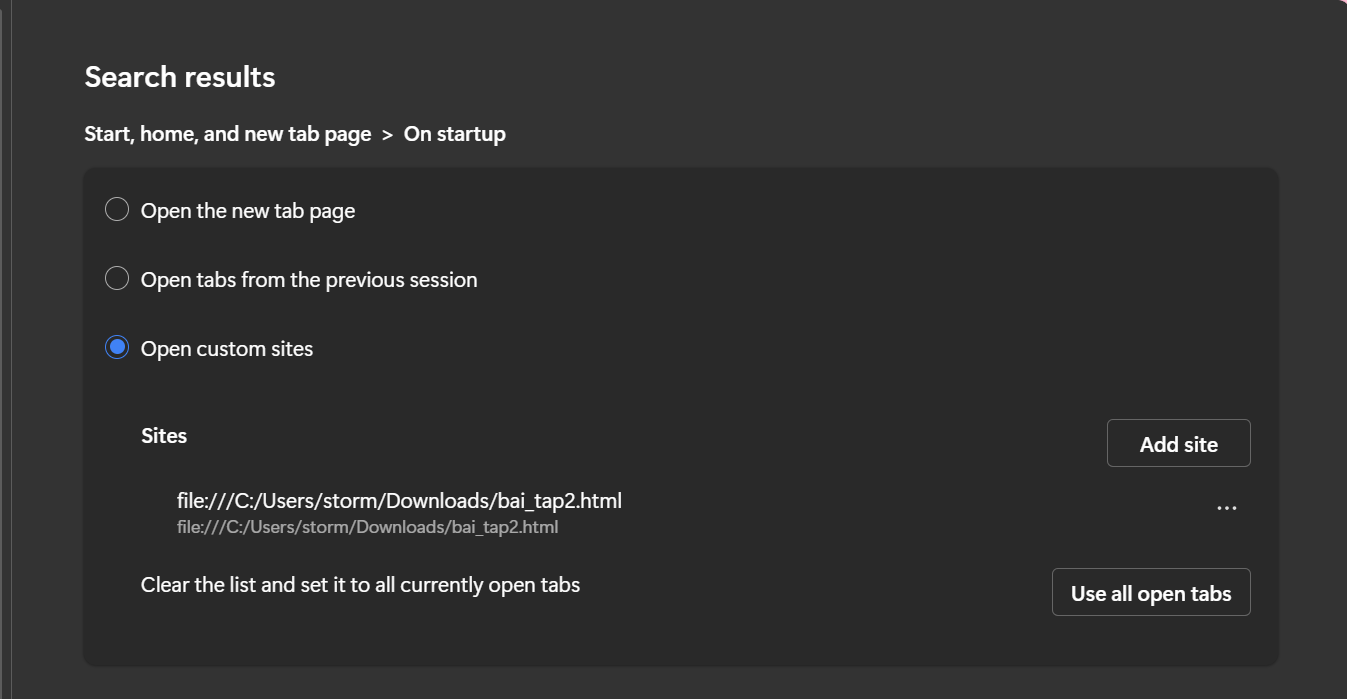 Search results
Start, home, and new tab page > On startup
Open the new tab page
Open tabs from the previous session
Open custom sites
Sites
Add site
file:///C:/Users/storm/Downloads/bai_tap2.html
file:///C:/Users/storm/Downloads/bai_tap2.html
Clear the list and set it to all currently open tabs
Use all open tabs